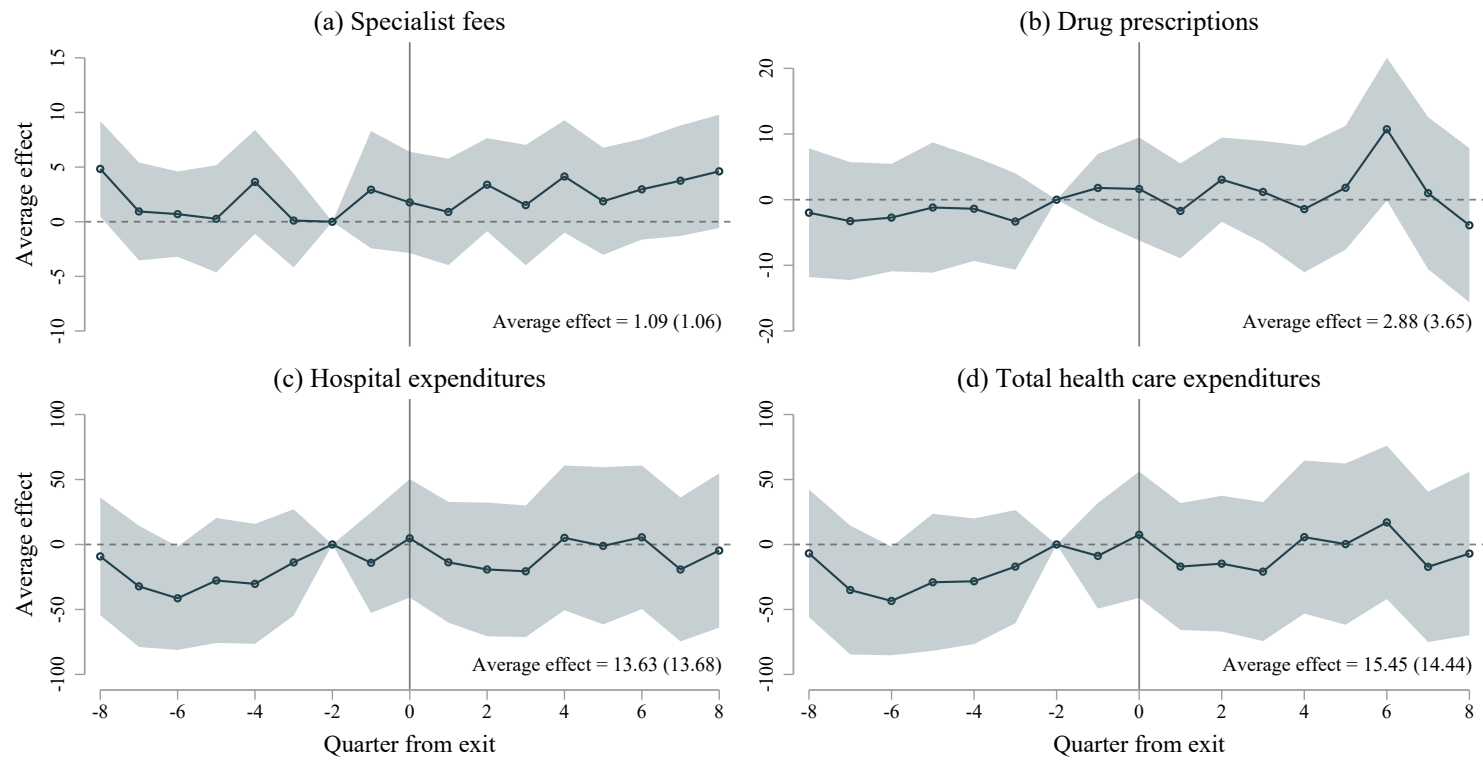 (a) Specialist fees
15
10
5
0
-5
-10
Average effect
Average effect = 1.09 (1.06)
(b) Drug prescriptions
20
10
0
-10
-20
Average effect = 2.88 (3.65)
(c) Hospital expenditures
100
50
0
-50
-100
Average effect
Average effect = 13.63 (13.68)
-8 -6 -4 -2 0 2 4 6 8
Quarter from exit
(d) Total health care expenditures
100
50
0
-50
-100
Average effect = 15.45 (14.44)
-8 -6 -4 -2 0 2 4 6 8
Quarter from exit